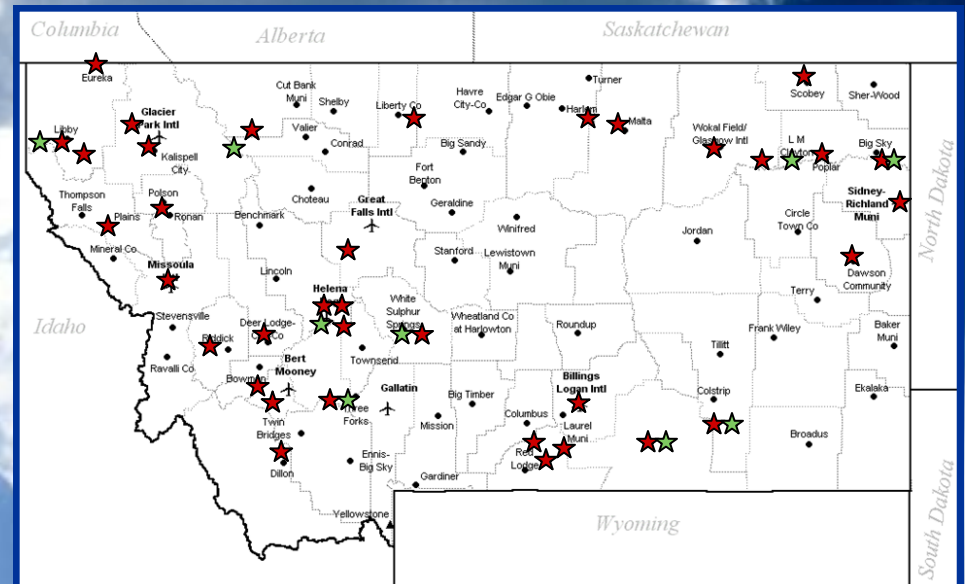 Columbia
Alberta
Saskatchewan
Eureka
Cut Bank
Muni
Shelby
Liberty Co
Havre
City-Co
Edgar G Obie
Turner
Harlem
Malta
Scobey
Sher-Wood
Glacier
Park Intl
Libby
Kalispell
City-
Valier
Conrad
Big Sandy
Wokal Field/
Glasgow Intl
L M
Clayton
Poplar
Big Sky
Fort
Benton
Choteau
Thompson
Falls
Plains
Polson
Ronan
Benchmark
Great
Falls Intl
Geraldine
Winifred
Jordan
Circle
Town Co
Sidney-
Richland
Muni
North Dakota
Mineral Co
Missoula
Lincoln
Stanford
Lewistown
Muni
Dawson
Community
Terry
Idaho
Stevensville
Helena
White
Sulphur
Springs
Wheatland Co
at Harlowton
Roundup
Frank Wiley
Baker
Muni
Deer Lodge-
Co
Ravalli Co
Townsend
Tillitt
Bowman
Bert
Mooney
Gallatin
Big Timber
Billings
Logan Intl
Colstrip
Ekalaka
Twin
Bridges
Three
Forks
Mission
Columbus
Laurel
Muni
Broadus
Dillon
Ennis-
Big Sky
Gardiner
Red
Lodge
Yellowstone
Wyoming
South Dakota